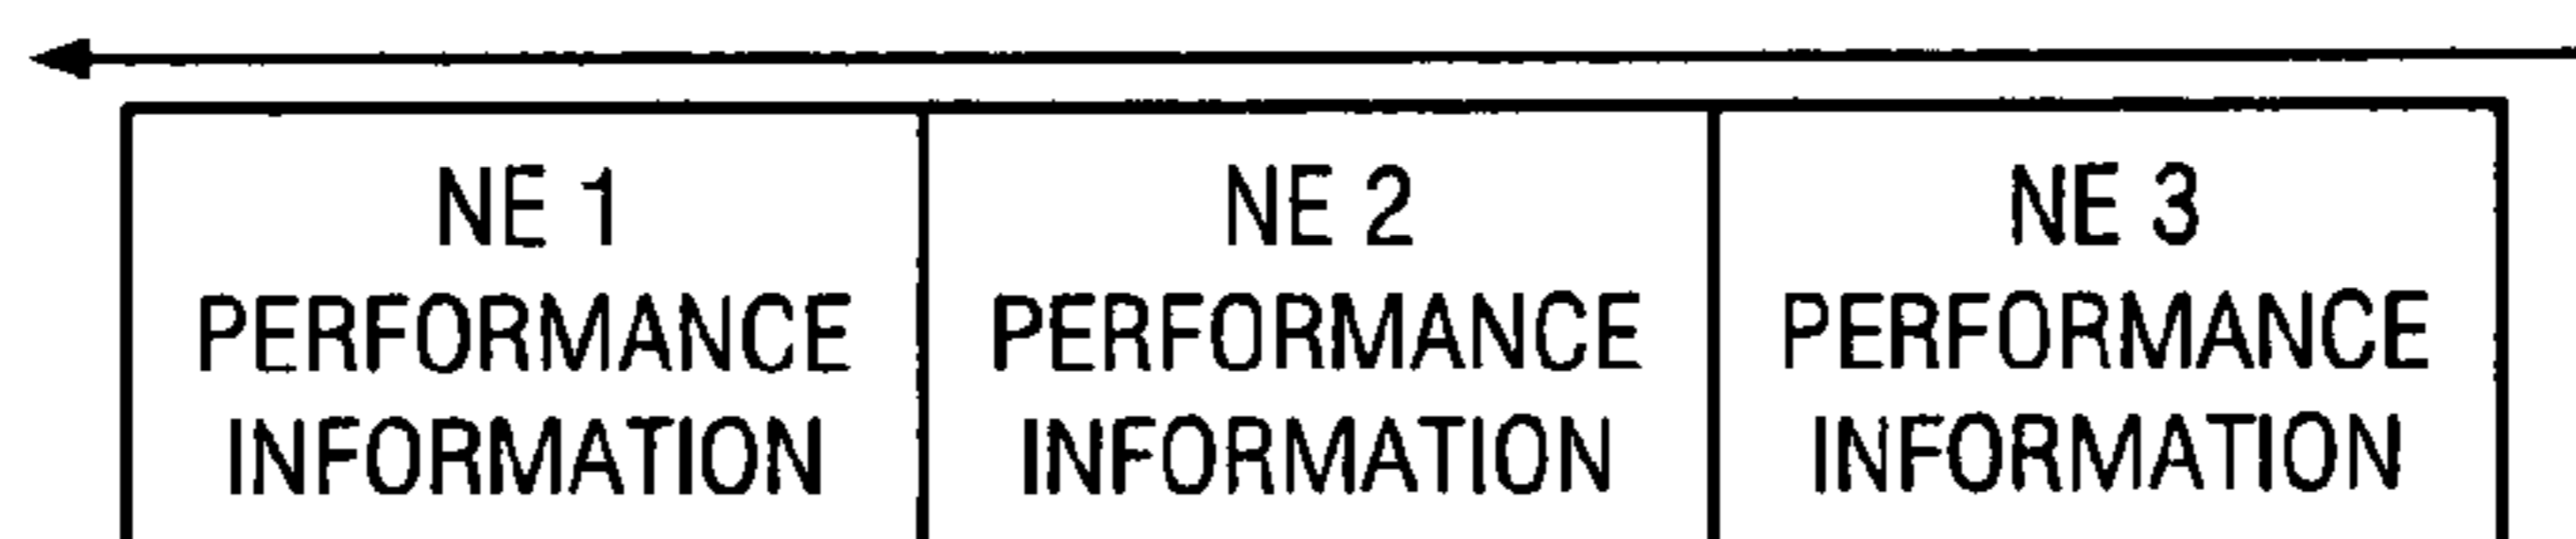 NE 1
PERFORMANCE
INFORMATION
NE 2
PERFORMANCE
INFORMATION
NE 3
PERFORMANCE
INFORMATION